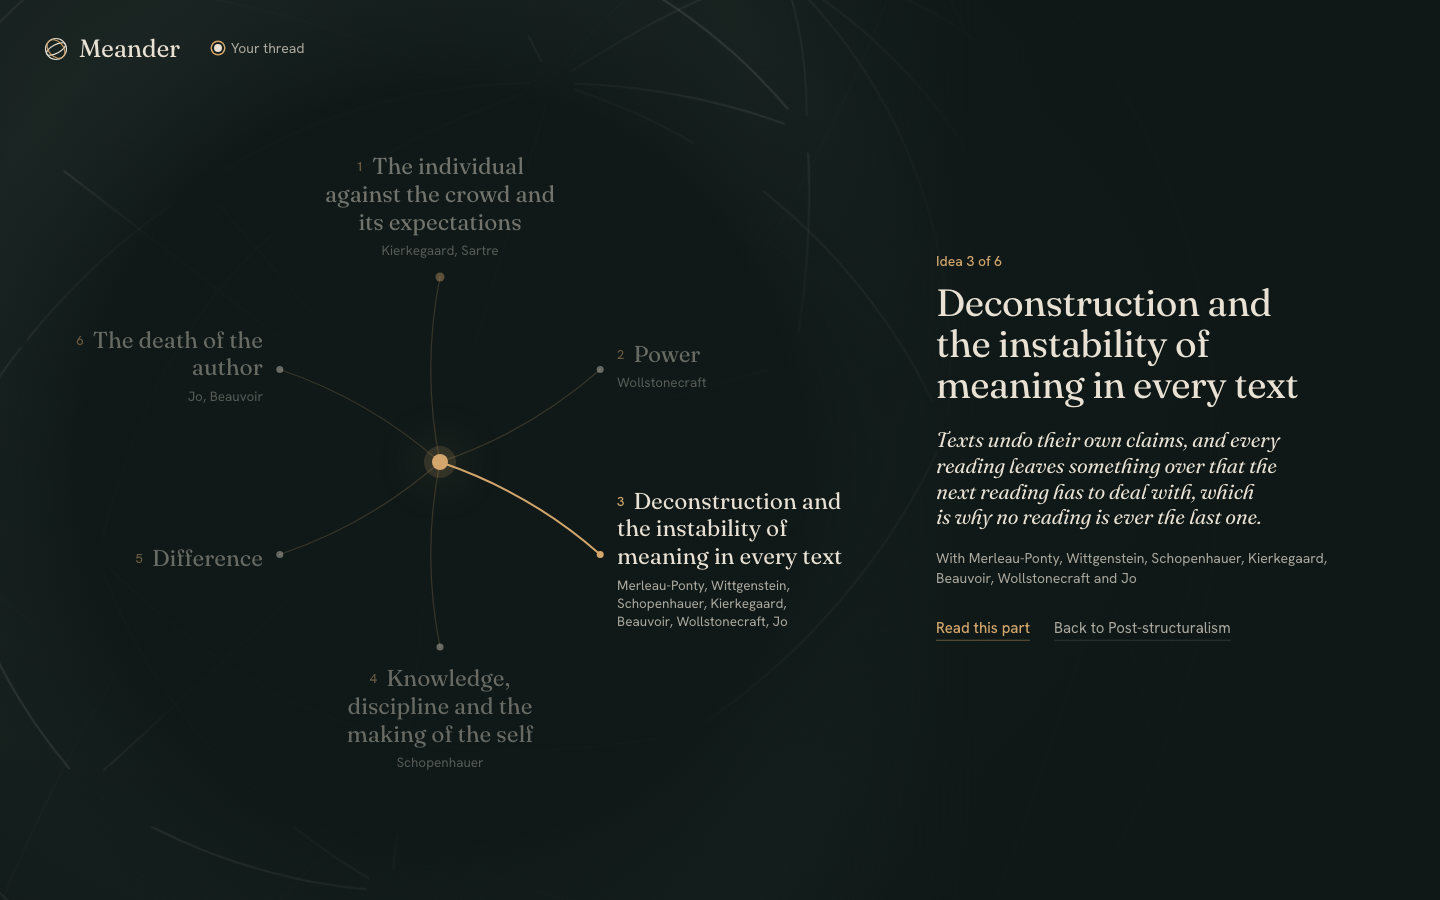 Meander
Your thread
1 The individual
against the crowd and
its expectations
Kierkegaard, Sartre
6 The death of the
author
Jo, Beauvoir
2 Power
Wollstonecraft
3 Deconstruction and
the instability of
meaning in every text
Merleau-Ponty, Wittgenstein,
Schopenhauer, Kierkegaard,
Beauvoir, Wollstonecraft, Jo
5 Difference
4 Knowledge,
discipline and the
making of the self
Schopenhauer
Idea 3 of 6
Deconstruction and
the instability of
meaning in every text
Texts undo their own claims, and every
reading leaves something over that the
next reading has to deal with, which
is why no reading is ever the last one.
With Merleau-Ponty, Wittgenstein, Schopenhauer, Kierkegaard,
Beauvoir, Wollstonecraft and Jo
Read this part
Back to Post-structuralism